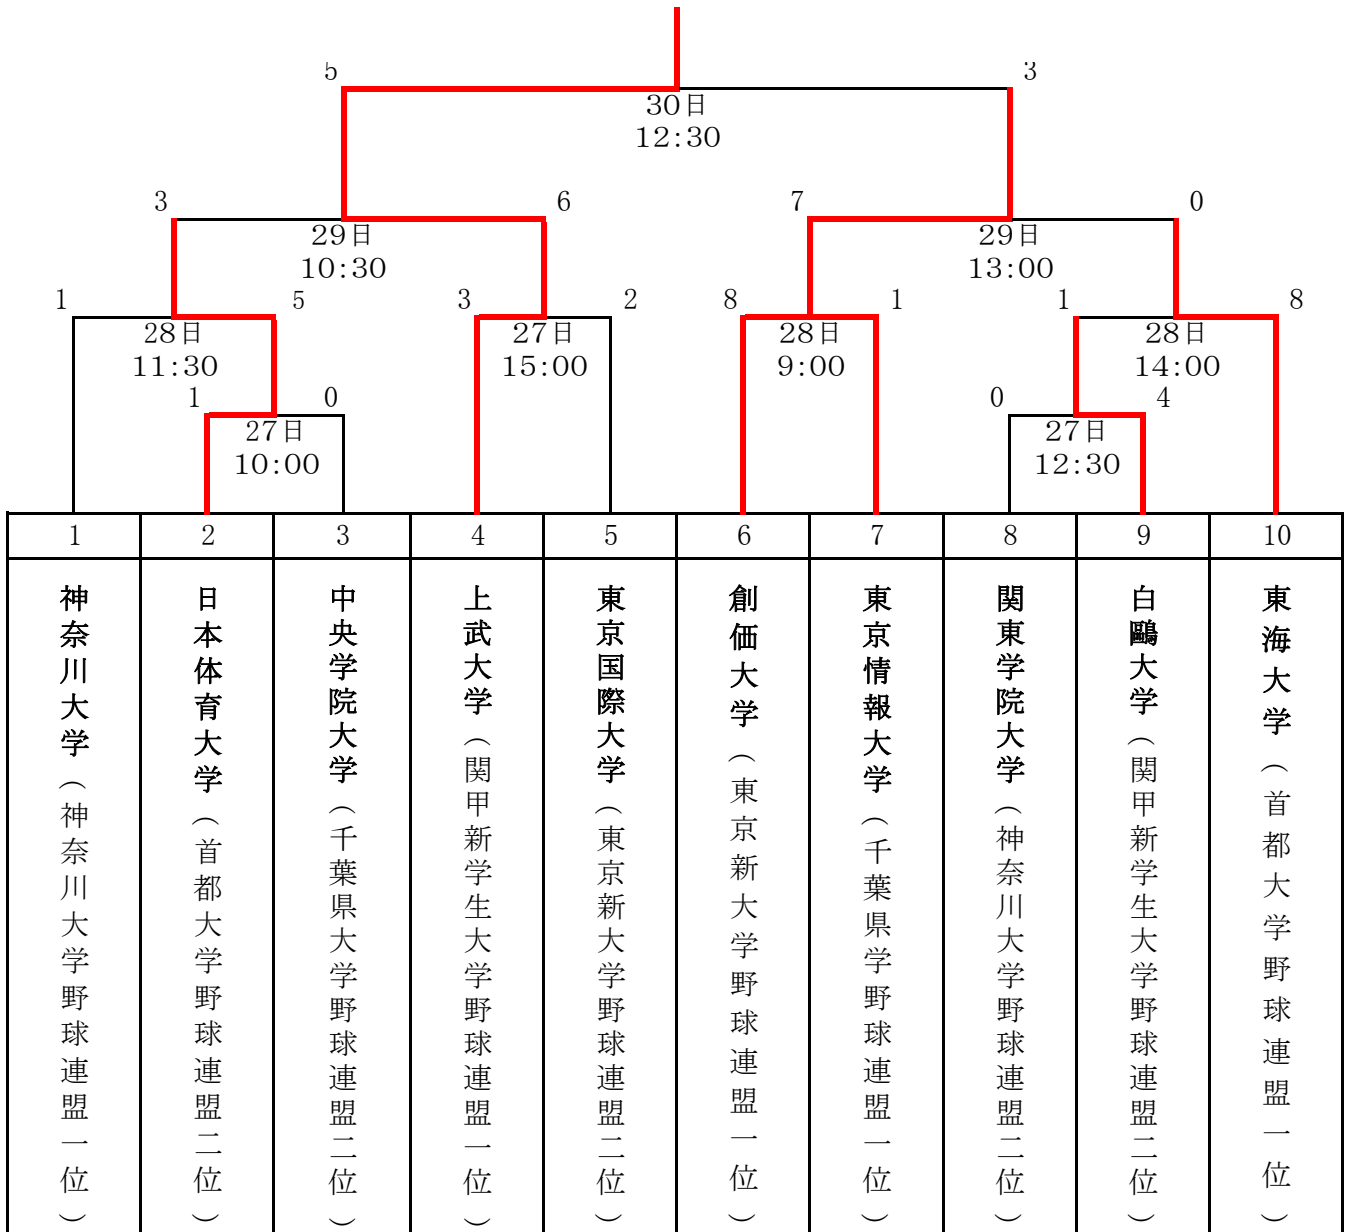 5 3
30日
12:30
3 6 7 0
29日 29日
10:30 13:00
1 5 3 2 8 1 1 8
28日 27日 28日 28日
11:30 15:00 9:00 14:00
1 0 0 4
27日 27日
10:00 12:30
1 2 3 4 5 6 7 8 9 10
神奈川大学（神奈川大学野球連盟一位）
日本体育大学（首都大学野球連盟二位）
中央学院大学（千葉県大学野球連盟二位）
上武大学（関甲新学生大学野球連盟一位）
東京国際大学（東京新大学野球連盟二位）
創価大学（東京新大学野球連盟一位）
東京情報大学（千葉県学野球連盟一位）
関東学院大学（神奈川大学野球連盟二位）
白鷗大学（関甲新学生大学野球連盟二位）
東海大学（首都大学野球連盟一位）